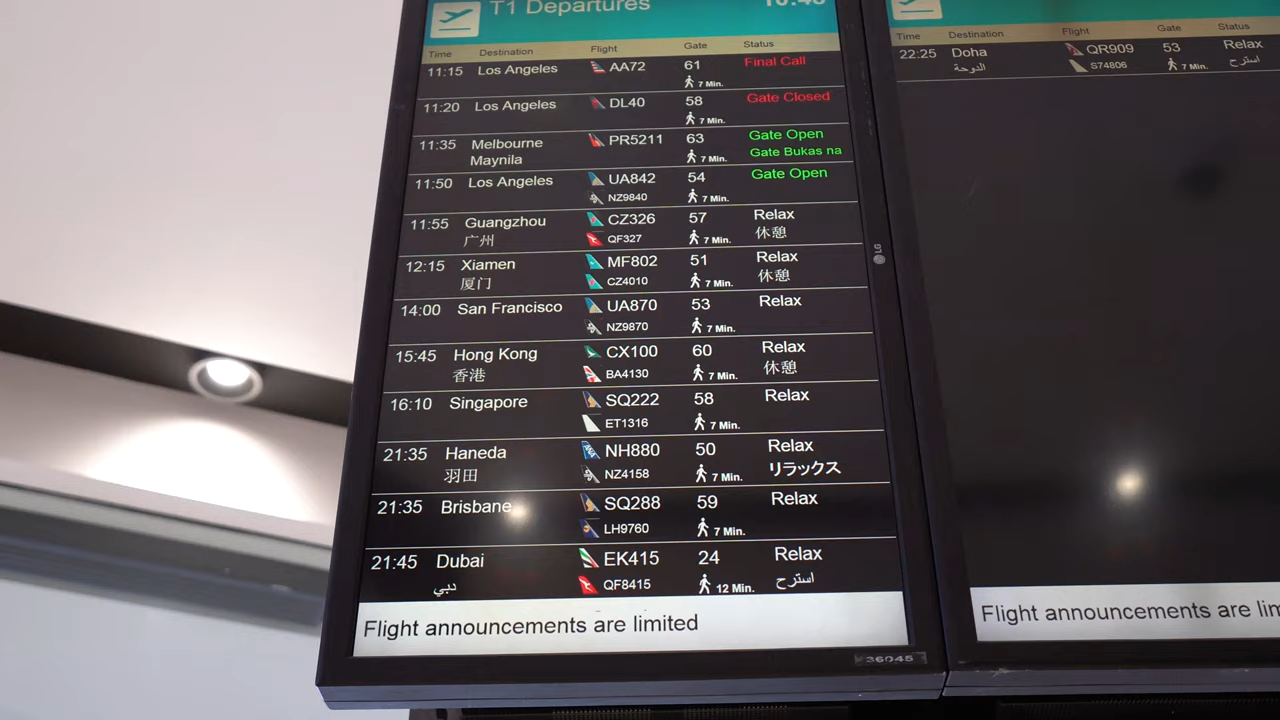 T1 Departures
Time Destination Flight Gate Status
11:15 Los Angeles AA72 61 Final Call
7 Min.
11:20 Los Angeles DL40 58 Gate Closed
7 Min.
11:35 Melbourne PR5211 63 Gate Open
Maynila 7 Min. Gate Bukas na
11:50 Los Angeles UA842 54 Gate Open
NZ9840 7 Min.
11:55 Guangzhou CZ326 57 Relax
广州 QF327 7 Min. 休憩
12:15 Xiamen MF802 51 Relax
厦门 CZ4010 7 Min. 休憩
14:00 San Francisco UA870 53 Relax
NZ9870 7 Min.
15:45 Hong Kong CX100 60 Relax
香港 BA4130 7 Min. 休憩
16:10 Singapore SQ222 58 Relax
ET1316 7 Min.
21:35 Haneda NH880 50 Relax
羽田 NZ4158 7 Min. リラックス
21:35 Brisbane SQ288 59 Relax
LH9760 7 Min.
21:45 Dubai EK415 24 Relax
دبي QF8415 12 Min. استرح
Flight announcements are limited
36045
LG
Time Destination Flight Gate Status
22:25 Doha QR909 53 Relax
الدوحة S74806 7 Min. استرح
Flight announcements are